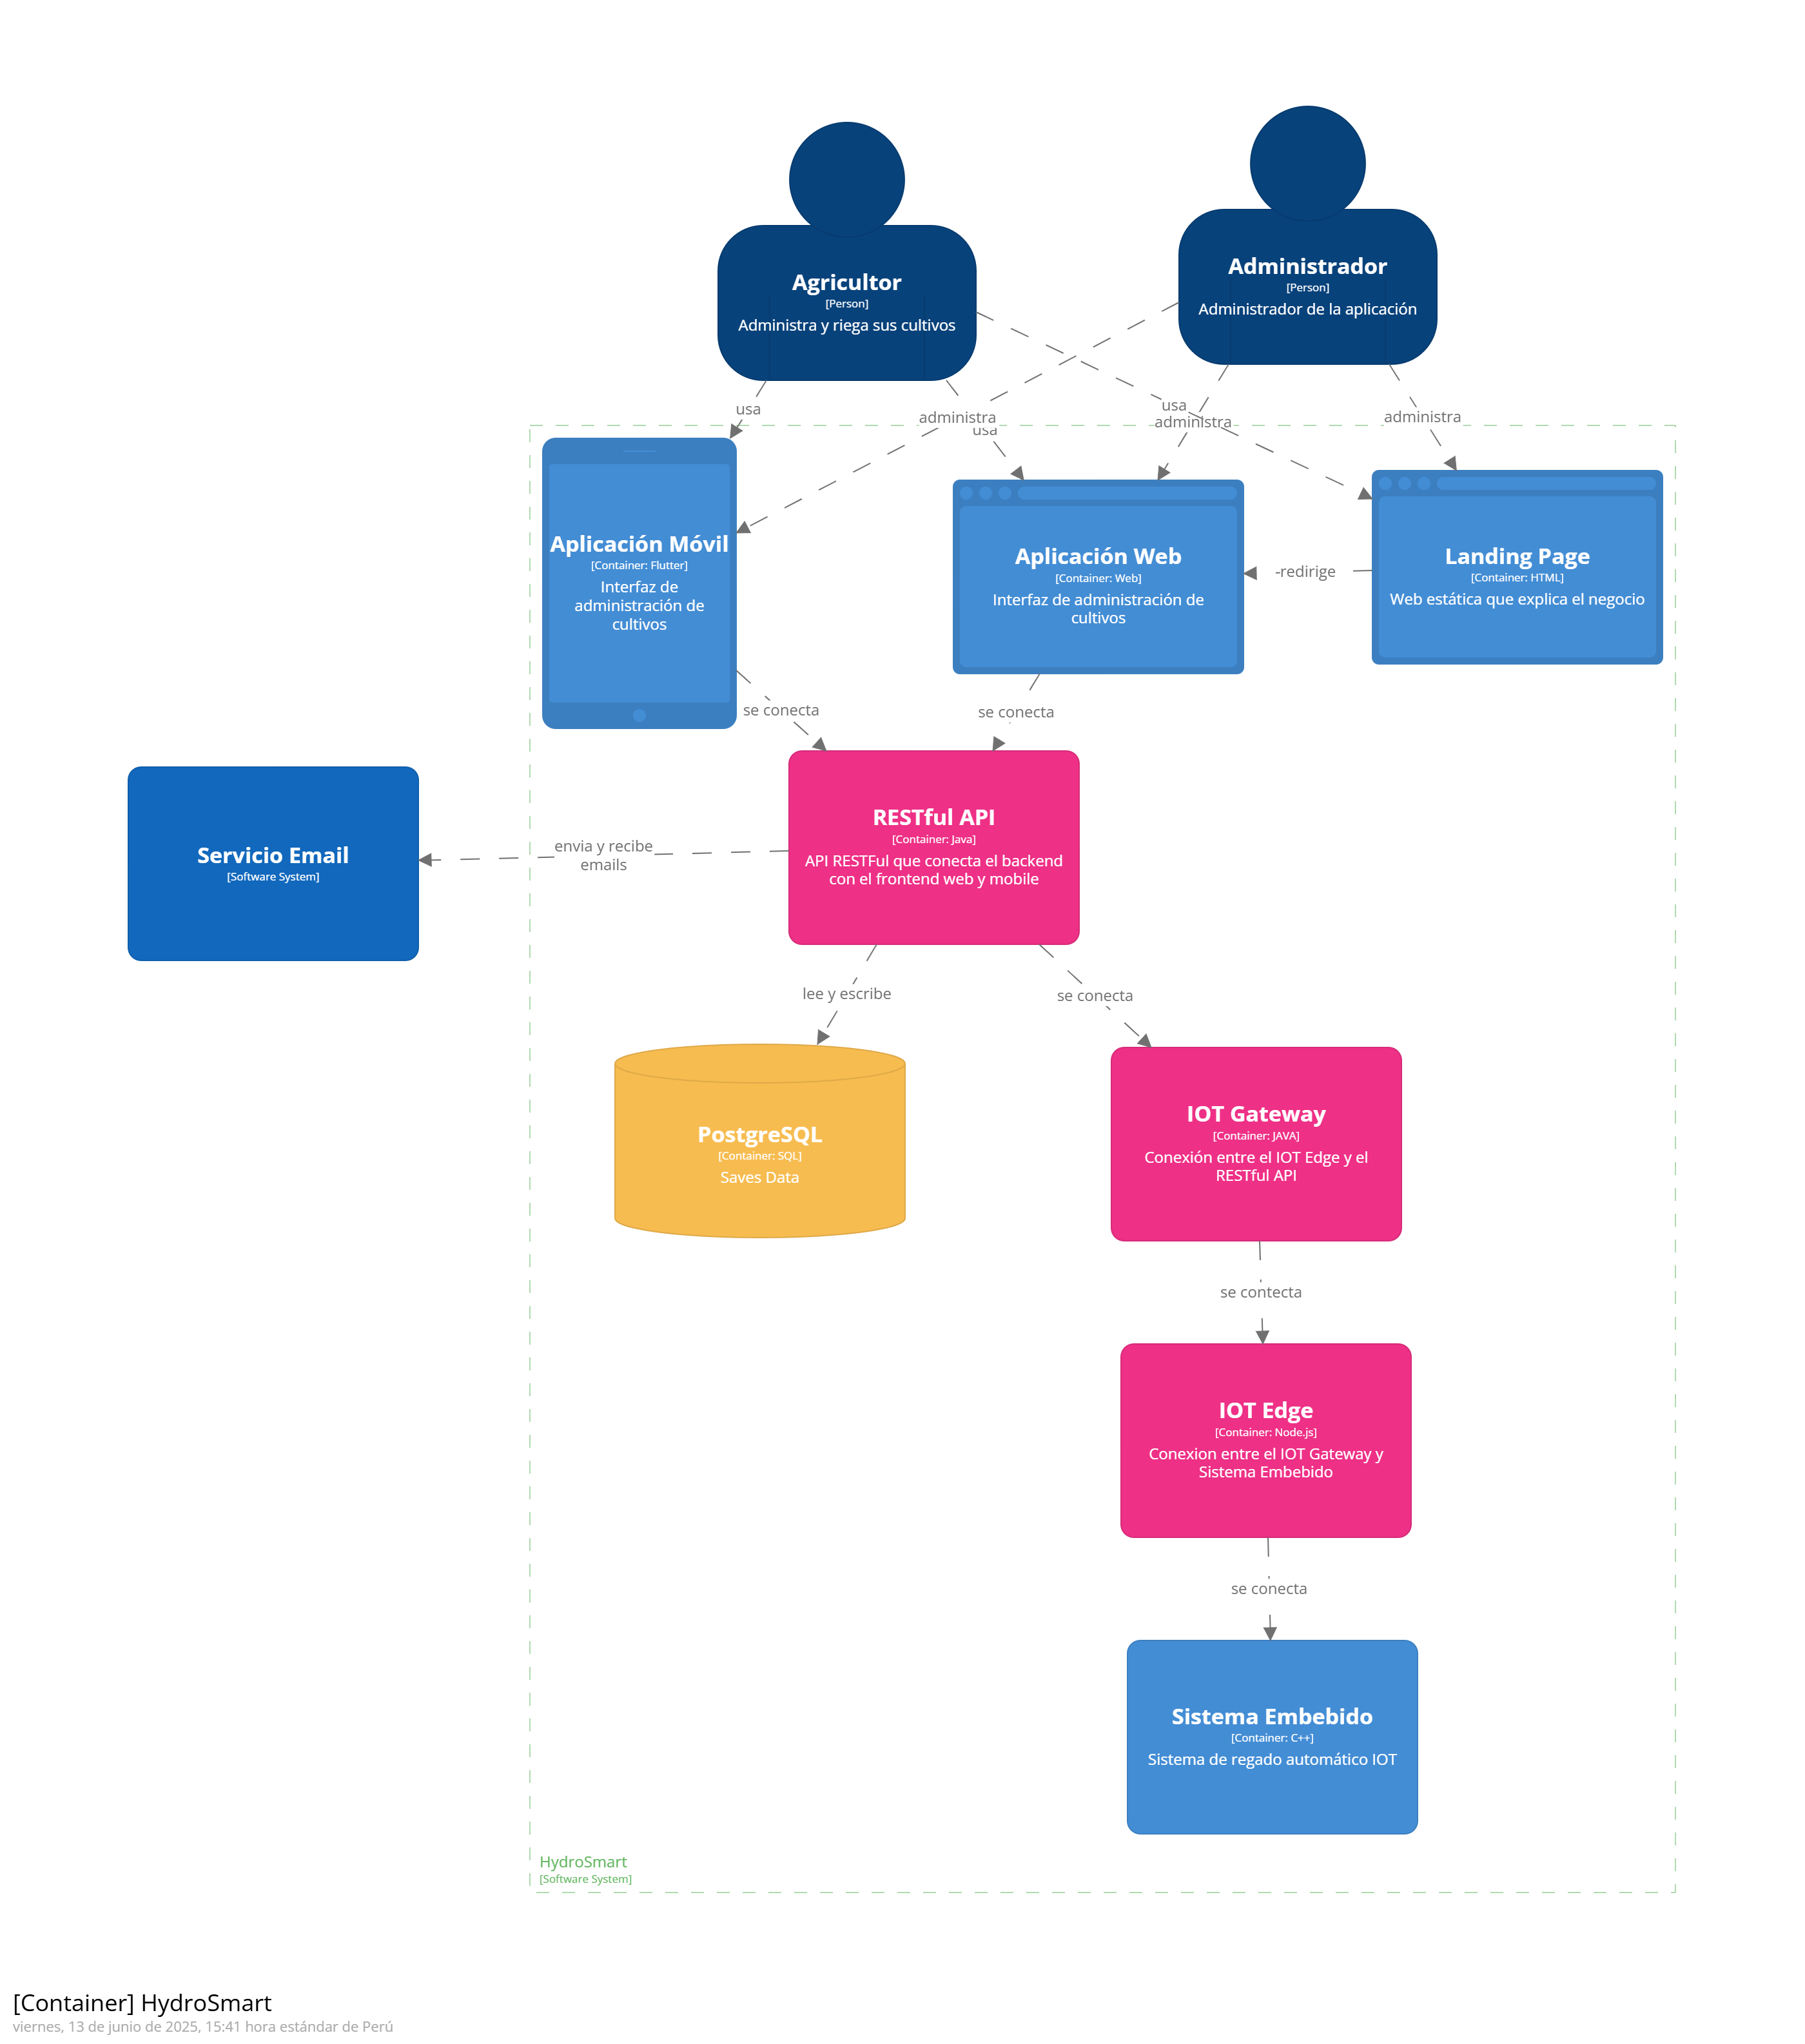 Agricultor
[Person]
Administra y riega sus cultivos
Administrador
[Person]
Administrador de la aplicación
usa
administra
usa
usa
administra
administra
Aplicación Móvil
[Container: Flutter]
Interfaz de
administración de
cultivos
Aplicación Web
[Container: Web]
Interfaz de administración de
cultivos
-redirige
Landing Page
[Container: HTML]
Web estática que explica el negocio
se conecta
se conecta
Servicio Email
[Software System]
envia y recibe
emails
RESTful API
[Container: Java]
API RESTFul que conecta el backend
con el frontend web y mobile
lee y escribe
se conecta
PostgreSQL
[Container: SQL]
Saves Data
IOT Gateway
[Container: JAVA]
Conexión entre el IOT Edge y el
RESTful API
se contecta
IOT Edge
[Container: Node.js]
Conexion entre el IOT Gateway y
Sistema Embebido
se conecta
Sistema Embebido
[Container: C++]
Sistema de regado automático IOT
HydroSmart
[Software System]
[Container] HydroSmart
viernes, 13 de junio de 2025, 15:41 hora estándar de Perú